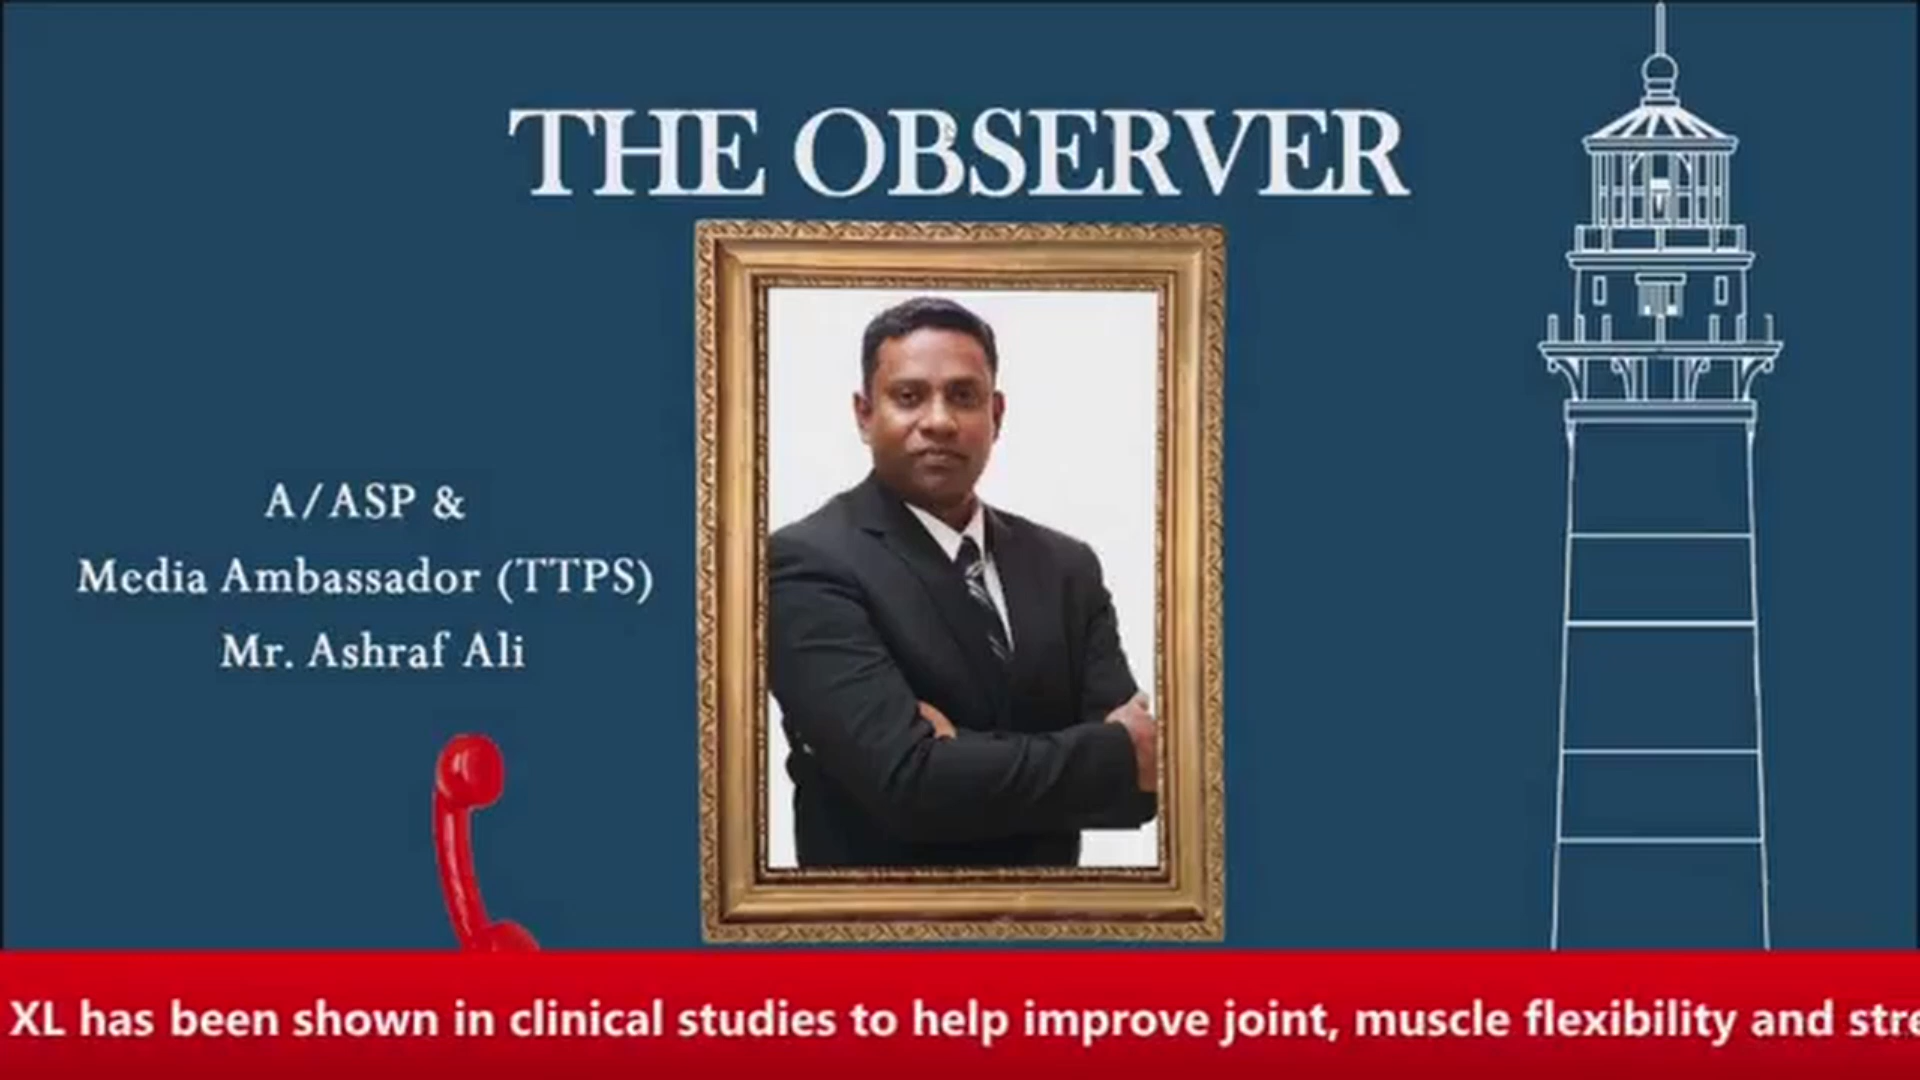 THE OBSERVER
A/ASP &
Media Ambassador (TTPS)
Mr. Ashraf Ali
XL has been shown in clinical studies to help improve joint, muscle flexibility and stre